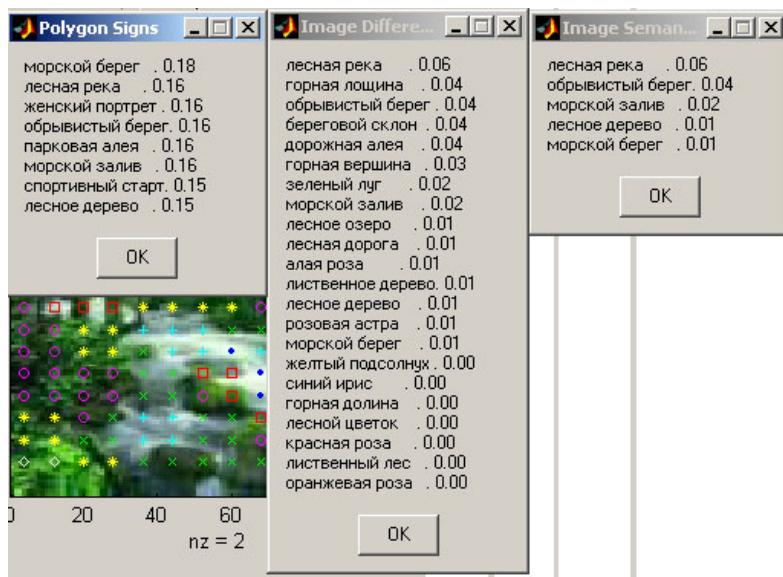 Polygon Signs
морской берег . 0.18
лесная река . 0.16
женский портрет . 0.16
обрывистый берег. 0.16
парковая алея . 0.16
морской залив . 0.16
спортивный старт. 0.15
лесное дерево . 0.15
OK
0 20 40 60
nz = 2
Image Differe...
лесная река . 0.06
горная лощина . 0.04
обрывистый берег . 0.04
береговой склон . 0.04
дорожная алея . 0.04
горная вершина . 0.03
зеленый луг . 0.02
морской залив . 0.02
лесное озеро . 0.01
лесная дорога . 0.01
алая роза . 0.01
лиственное дерево. 0.01
лесное дерево . 0.01
розовая астра . 0.01
морской берег . 0.01
желтый подсолнух . 0.00
синий ирис . 0.00
горная долина . 0.00
лесной цветок . 0.00
красная роза . 0.00
лиственный лес . 0.00
оранжевая роза . 0.00
OK
Image Seman...
лесная река . 0.06
обрывистый берег. 0.04
морской залив . 0.02
лесное дерево . 0.01
морской берег . 0.01
OK